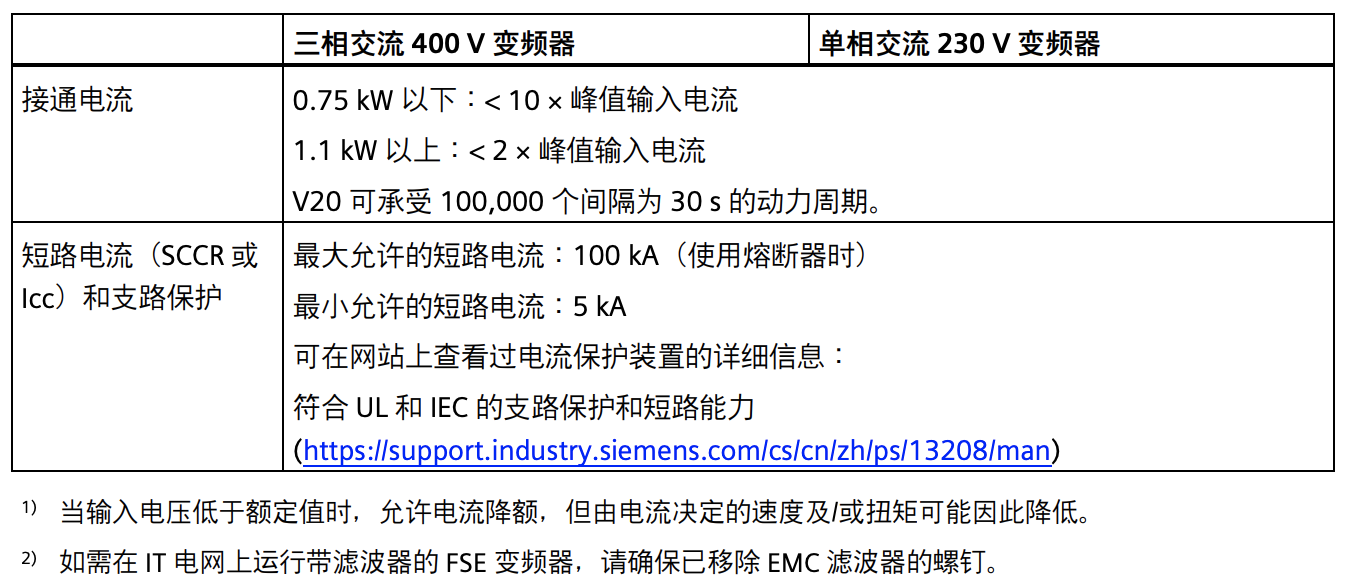 三相交流 400 V 变频器
单相交流 230 V 变频器
接通电流
0.75 kW 以下：< 10 × 峰值输入电流
1.1 kW 以上：< 2 × 峰值输入电流
V20 可承受 100,000 个间隔为 30 s 的动力周期。
短路电流（SCCR 或
Icc）和支路保护
最大允许的短路电流：100 kA（使用熔断器时）
最小允许的短路电流：5 kA
可在网站上查看过电流保护装置的详细信息：
符合 UL 和 IEC 的支路保护和短路能力
(https://support.industry.siemens.com/cs/cn/zh/ps/13208/man)
1) 当输入电压低于额定值时，允许电流降额，但由电流决定的速度及/或扭矩可能因此降低。
2) 如需在 IT 电网上运行带滤波器的 FSE 变频器，请确保已移除 EMC 滤波器的螺钉。